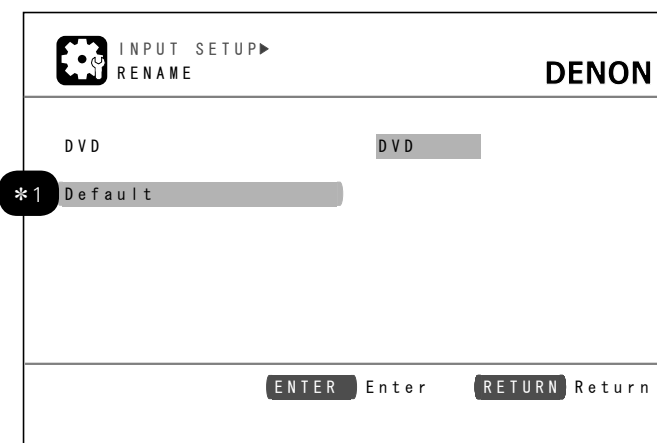 INPUT SETUP▶
RENAME
DENON
DVD DVD
*1 Default
ENTER Enter RETURN Return